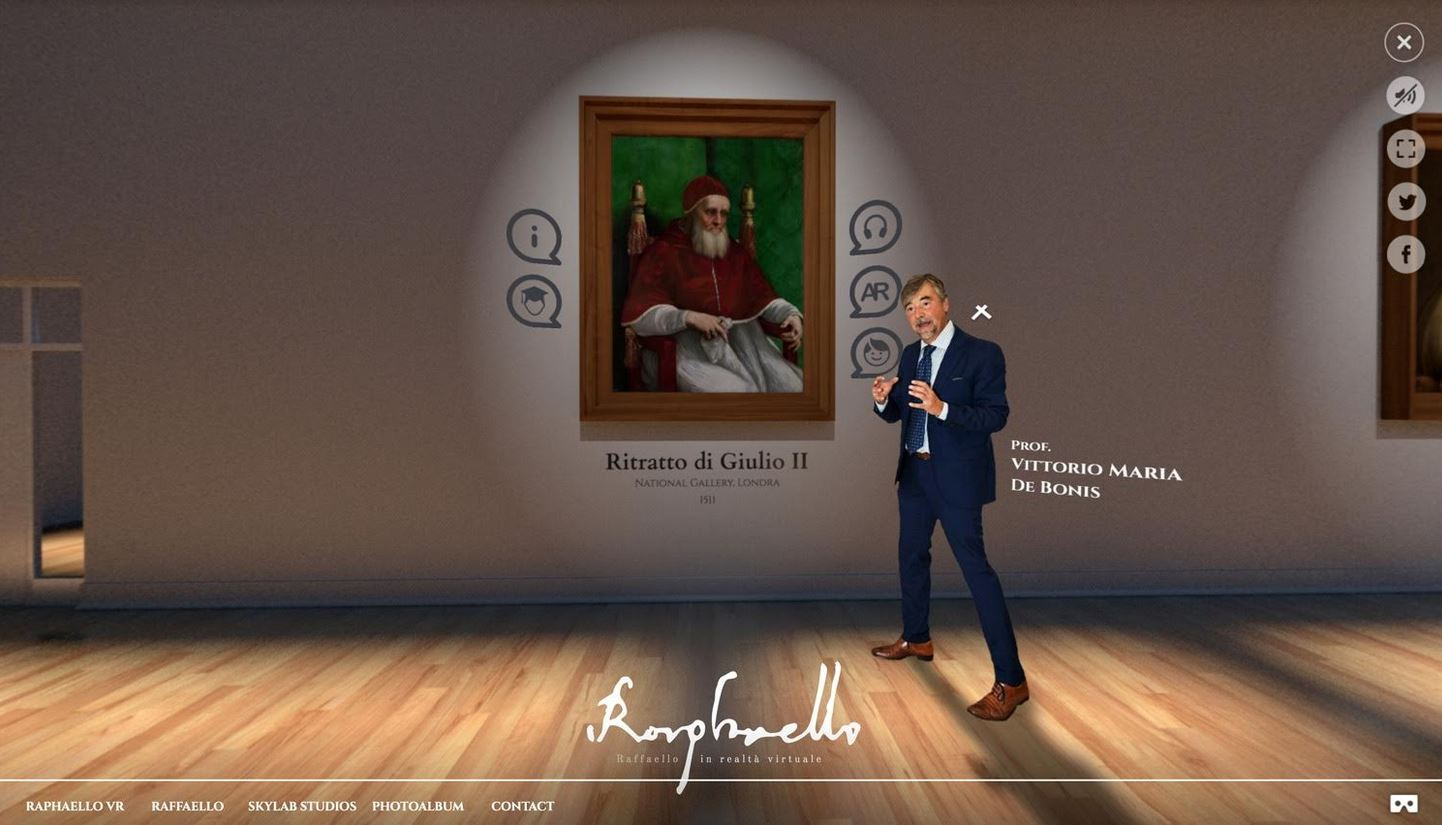 AR
Prof.
Vittorio Maria
De Bonis
Ritratto di Giulio II
National Gallery, Londra
1511
Raphaello
Raffaello in realtà virtuale
RAPHAELLO VR RAFFAELLO SKYLAB STUDIOS PHOTOALBUM CONTACT